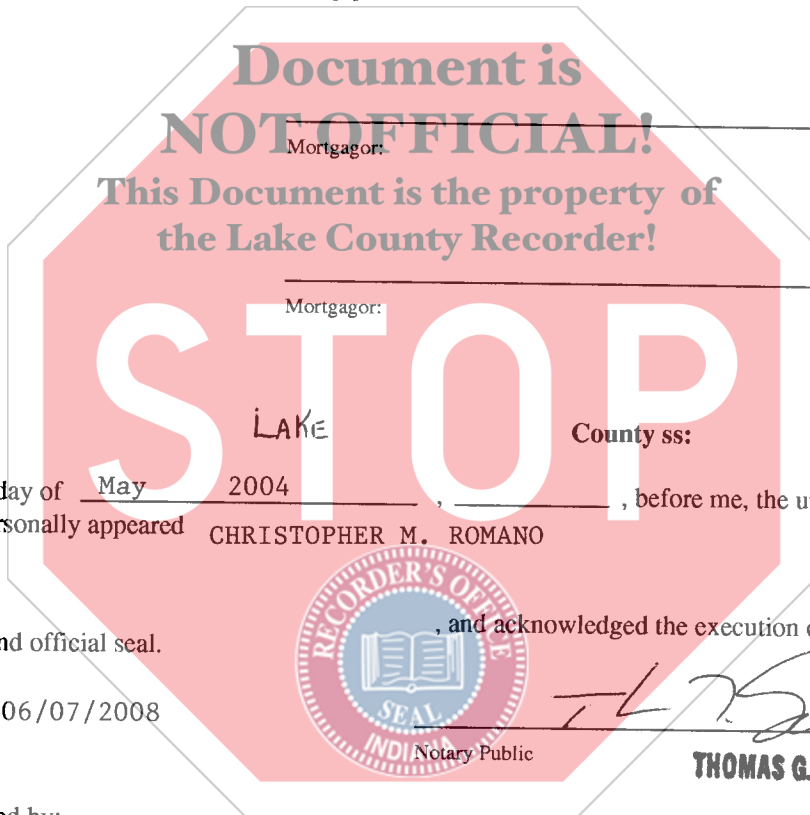 Document is
NOT OFFICIAL!
Mortgagor:
This Document is the property of
the Lake County Recorder!
Mortgagor:
STOP
LAKE County ss:
day of May 2004 , , before me, the u
rsonally appeared CHRISTOPHER M. ROMANO
RECORDER'S OFFICE
, and acknowledged the execution
nd official seal.
06/07/2008
SEAL
INDIANA
Notary Public
THOMAS G.